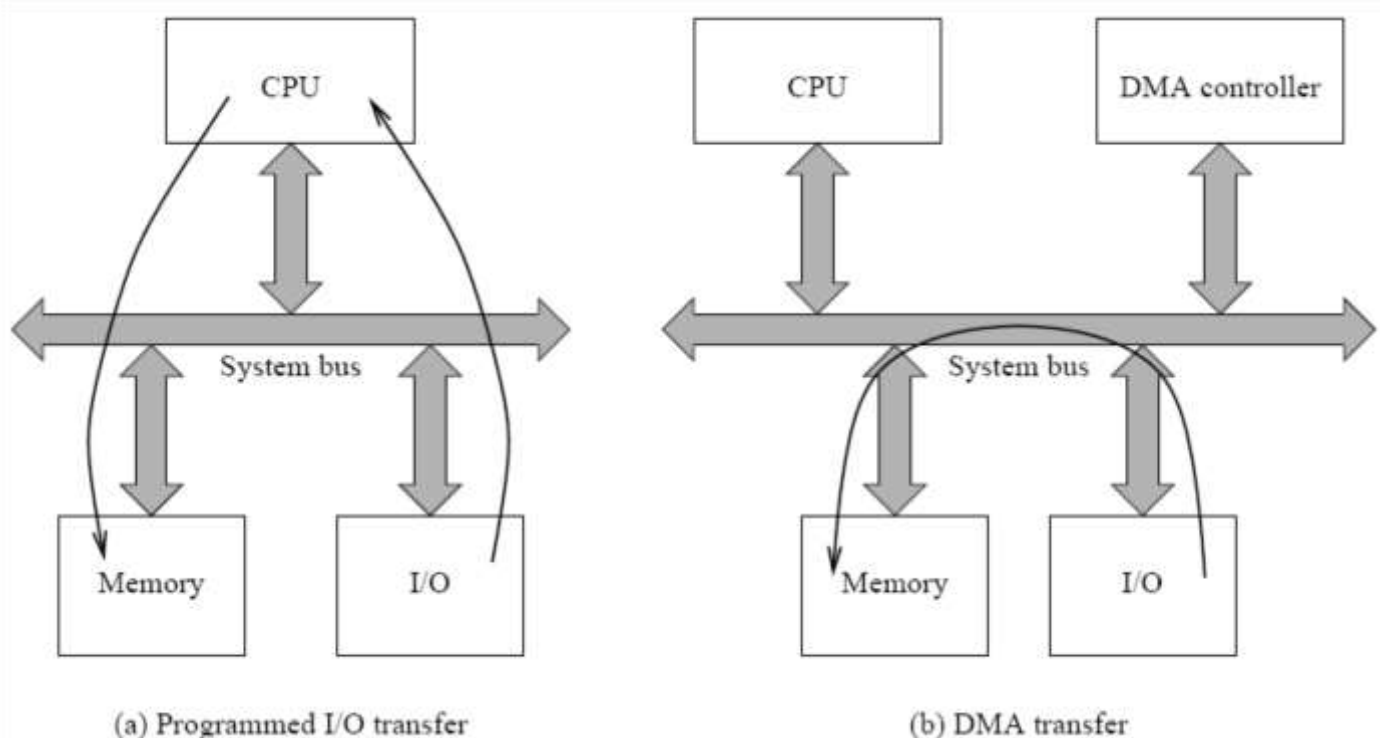 CPU
System bus
Memory
I/O
(a) Programmed I/O transfer
CPU
DMA controller
System bus
Memory
I/O
(b) DMA transfer